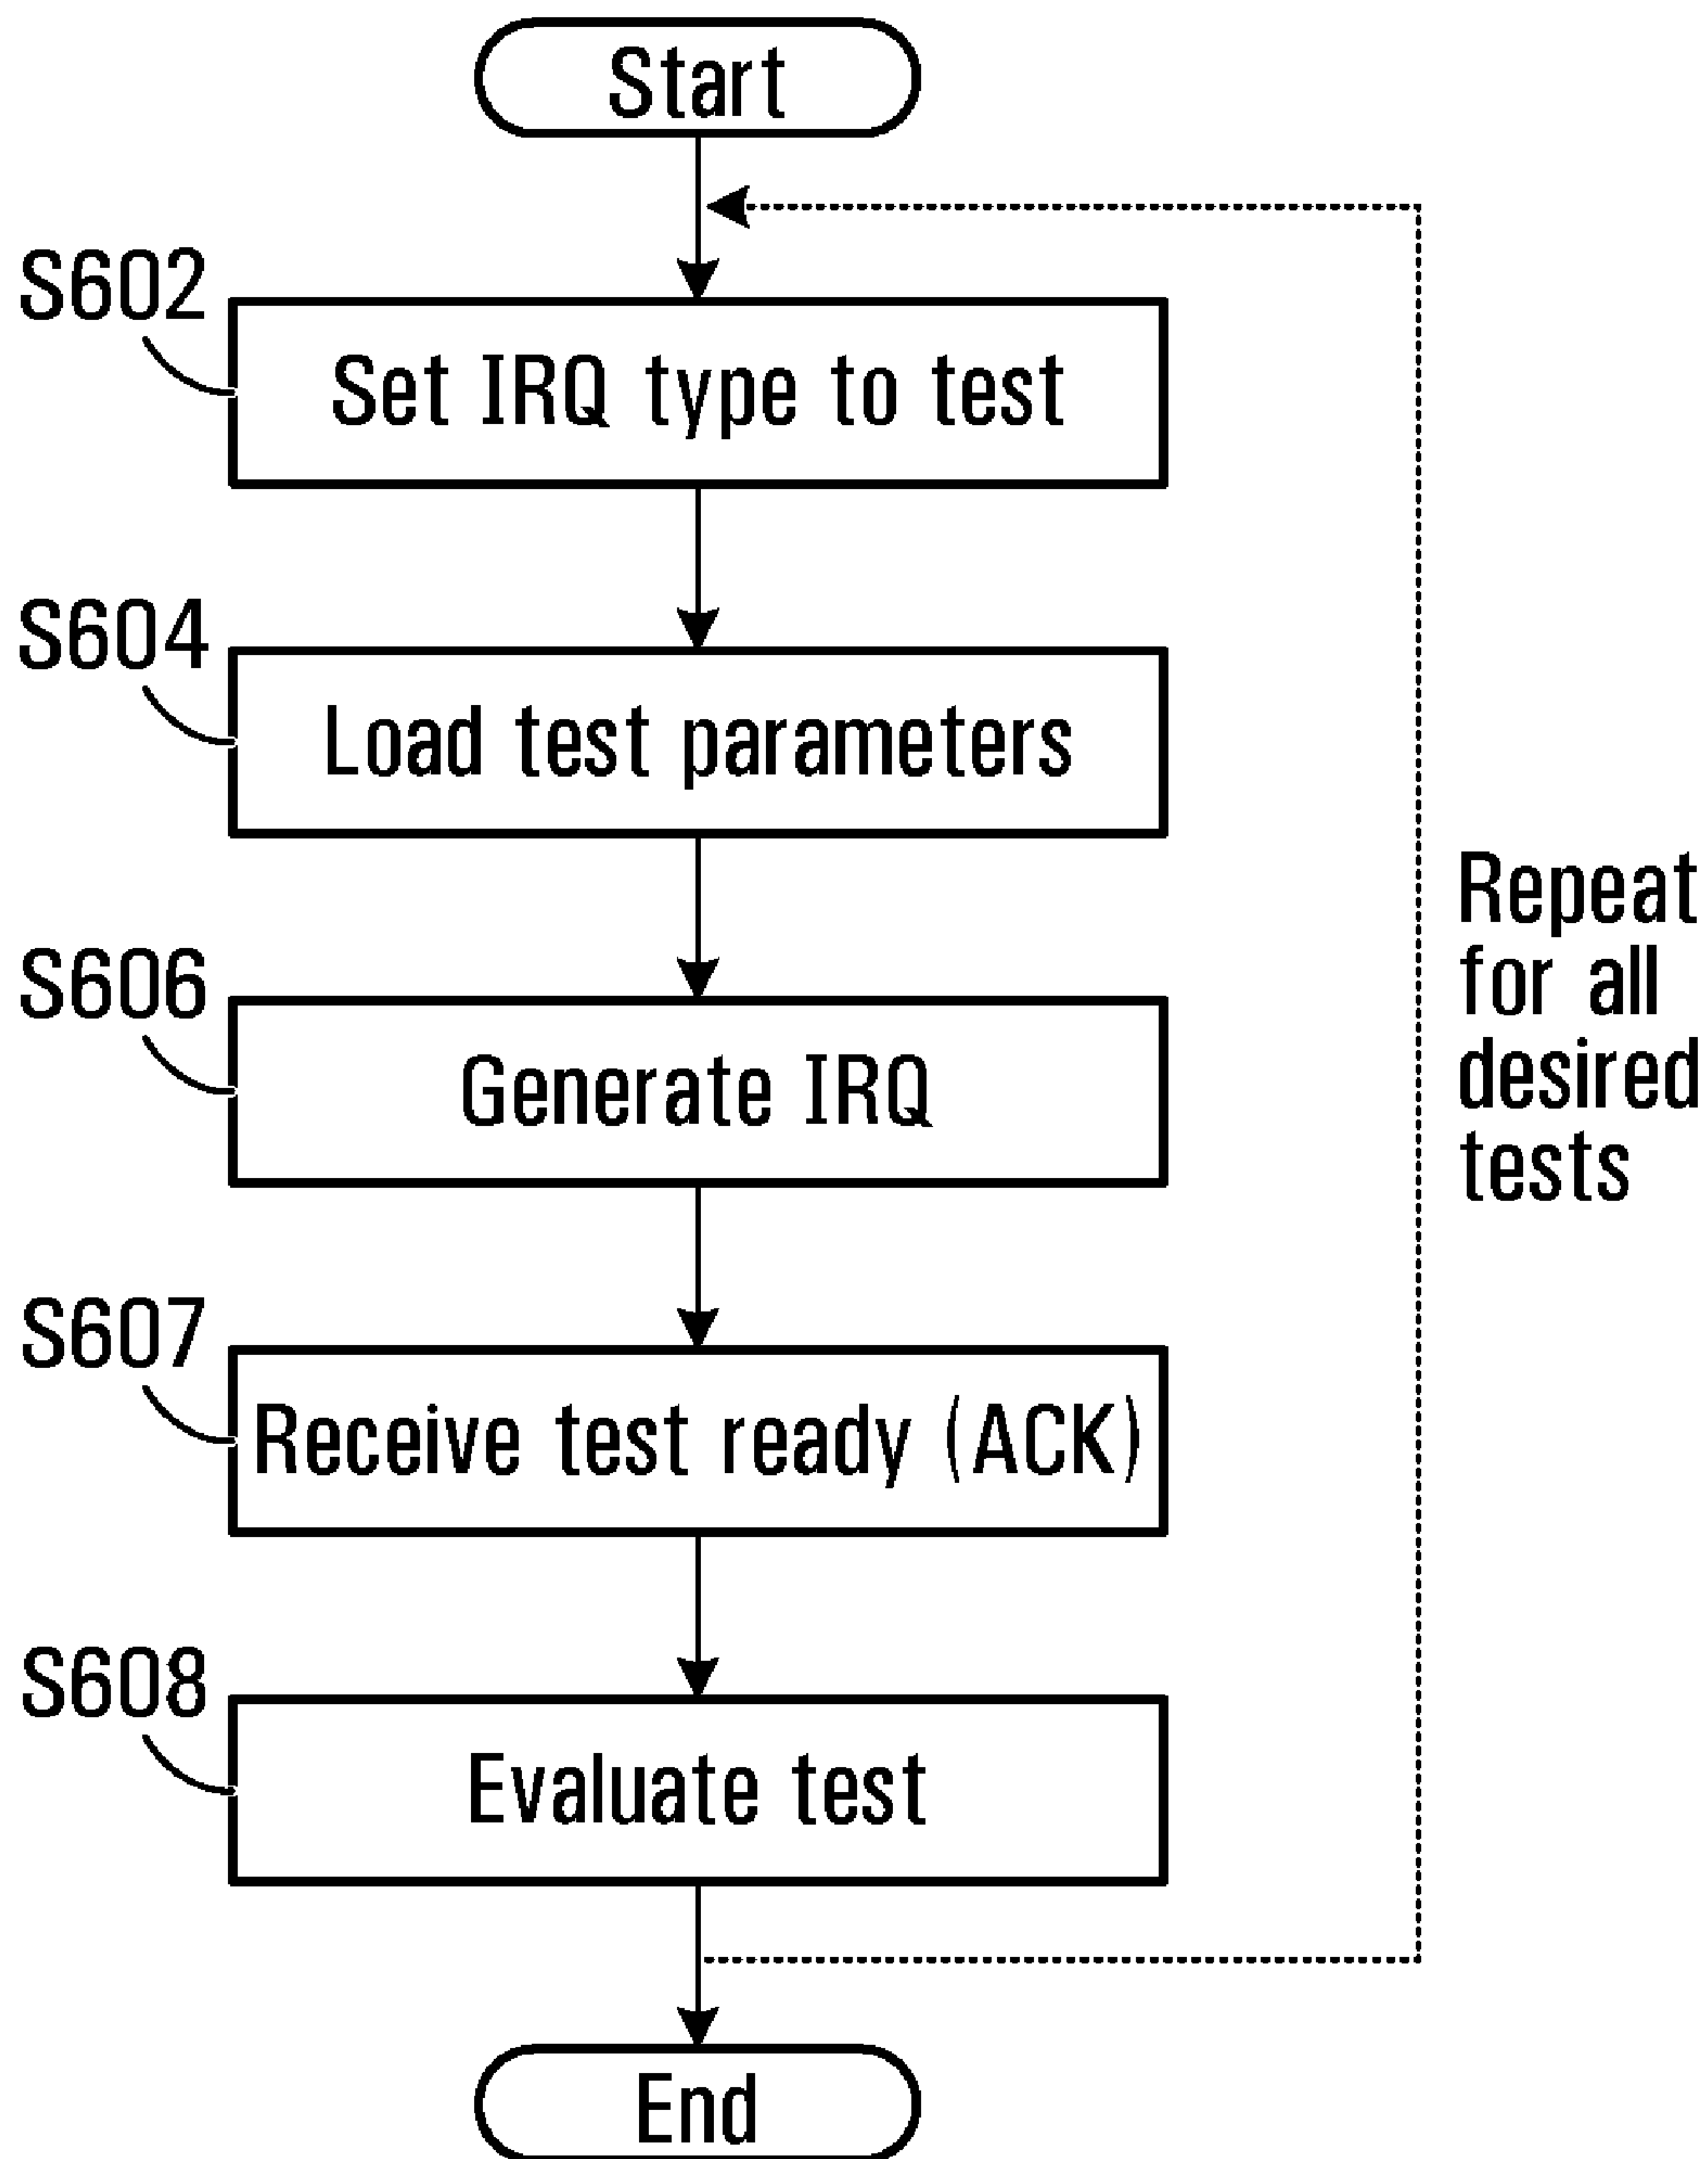 Start
S602
Set IRQ type to test
S604
Load test parameters
S606
Generate IRQ
S607
Receive test ready (ACK)
S608
Evaluate test
End
Repeat
for all
desired
tests